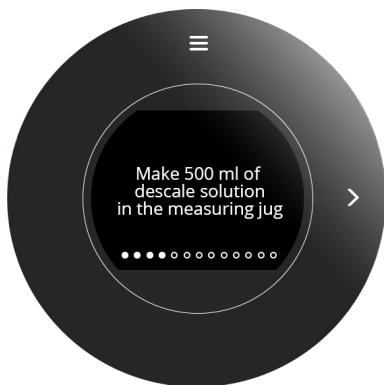 Make 500 ml of
descale solution
in the measuring jug